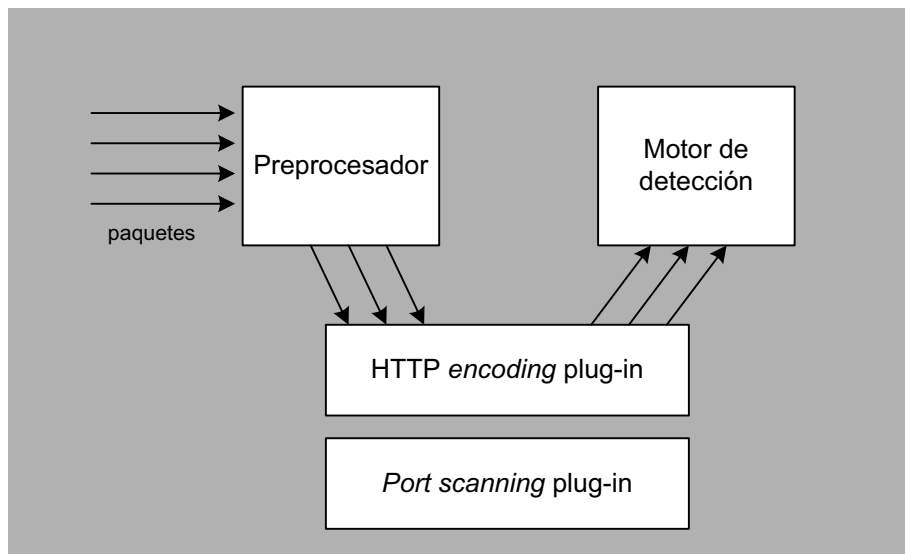 Preprocesador
Motor de
detección
paquetes
HTTP encoding plug-in
Port scanning plug-in